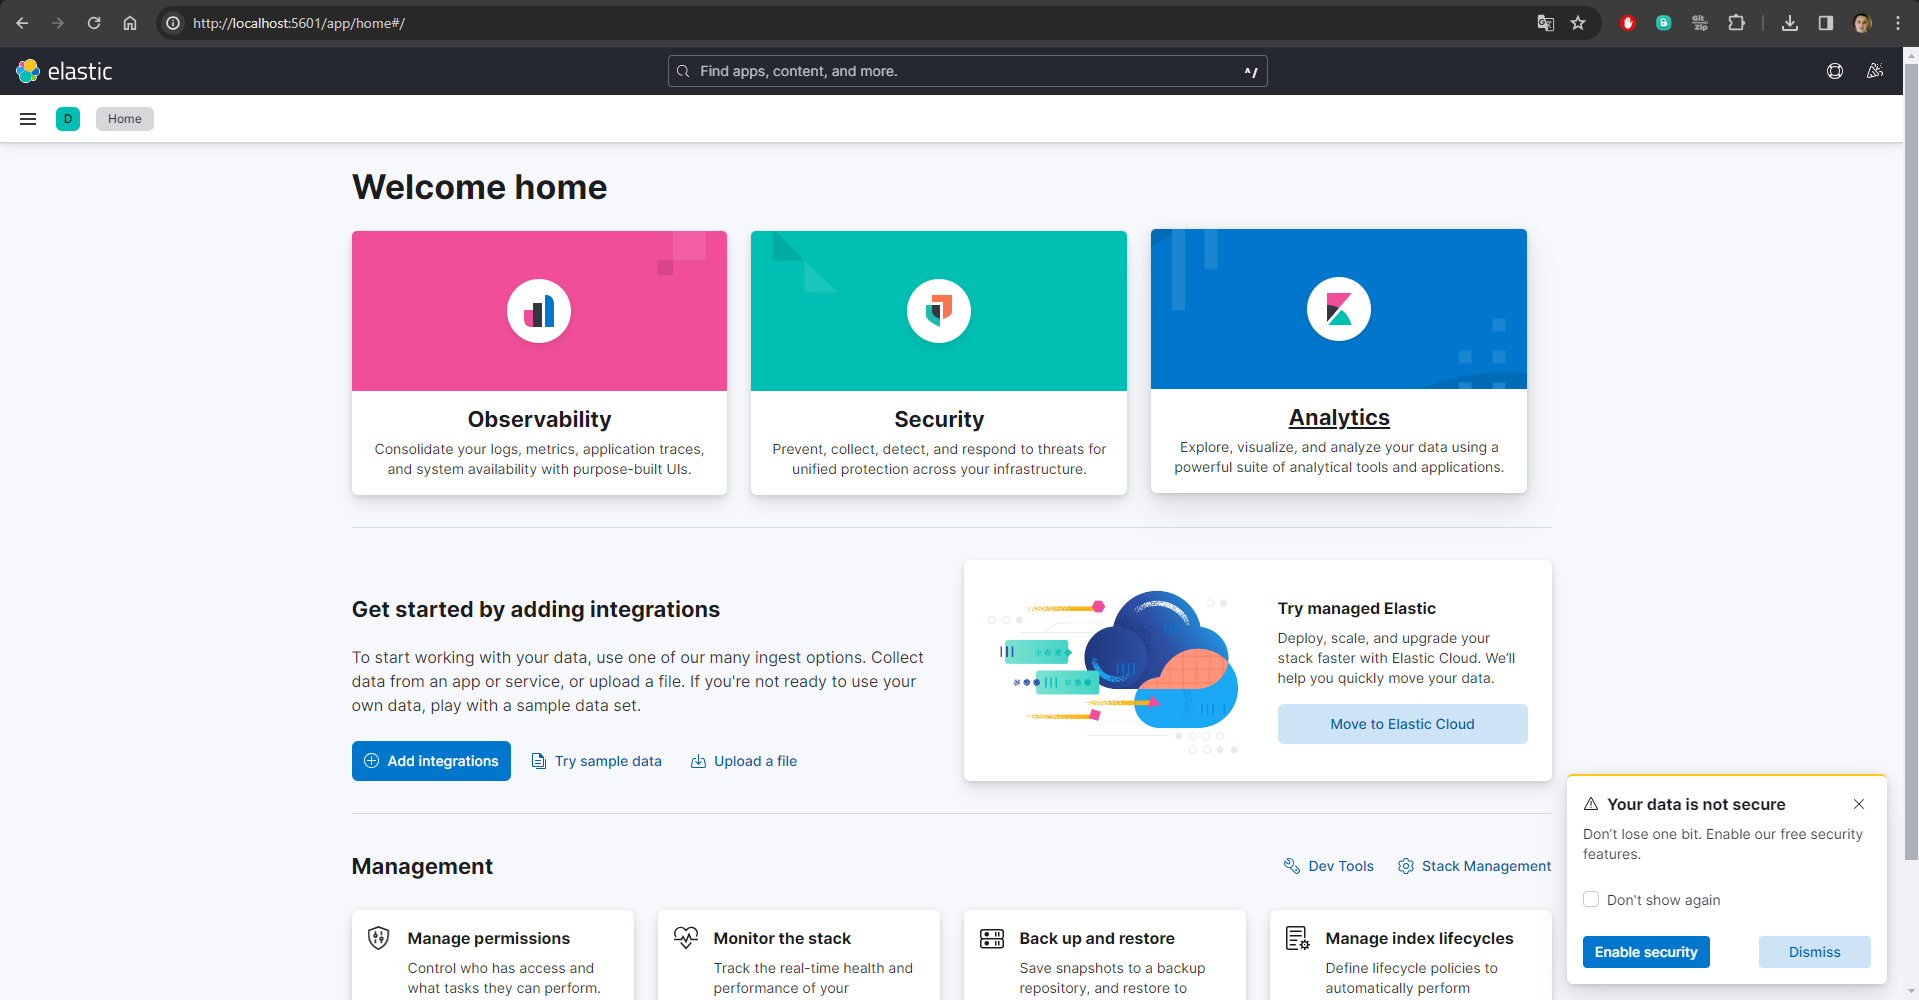 http://localhost:5601/app/home#/
Git
Zip
elastic
Find apps, content, and more.
^/
D
Home
Welcome home
Observability
Consolidate your logs, metrics, application traces,
and system availability with purpose-built UIs.
Security
Prevent, collect, detect, and respond to threats for
unified protection across your infrastructure.
Analytics
Explore, visualize, and analyze your data using a
powerful suite of analytical tools and applications.
Get started by adding integrations
To start working with your data, use one of our many ingest options. Collect
data from an app or service, or upload a file. If you're not ready to use your
own data, play with a sample data set.
Add integrations
Try sample data
Upload a file
Try managed Elastic
Deploy, scale, and upgrade your
stack faster with Elastic Cloud. We’ll
help you quickly move your data.
Move to Elastic Cloud
Management
Dev Tools
Stack Management
Manage permissions
Control who has access and
what tasks they can perform.
Monitor the stack
Track the real-time health and
performance of your
Back up and restore
Save snapshots to a backup
repository, and restore to
Manage index lifecycles
Define lifecycle policies to
automatically perform
Your data is not secure
Don’t lose one bit. Enable our free security
features.
Don't show again
Enable security
Dismiss